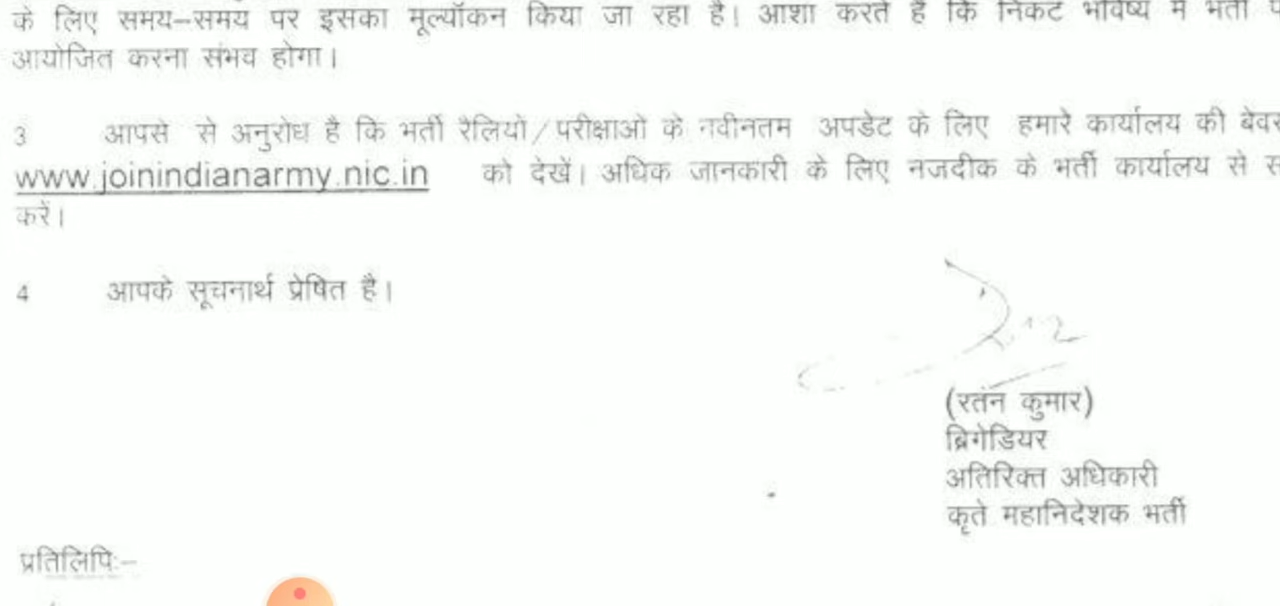 के लिए समय–समय पर इसका मूल्यॉकन किया जा रहा है। आशा करते है कि निकट भविष्य में भर्ती
आयोजित करना संभव होगा।
3 आपसे से अनुरोध है कि भर्ती रैलियो/परीक्षाओ के नवीनतम अपडेट के लिए हमारे कार्यालय की
www.joinindianarmy.nic.in को देखें। अधिक जानकारी के लिए नजदीक के भर्ती कार्यालय से
करें।
4 आपके सूचनार्थ प्रेषित है।
(रतन कुमार)
ब्रिगेडियर
अतिरिक्त अधिकारी
कृते महानिदेशक भर्ती
प्रतिलिपिः–